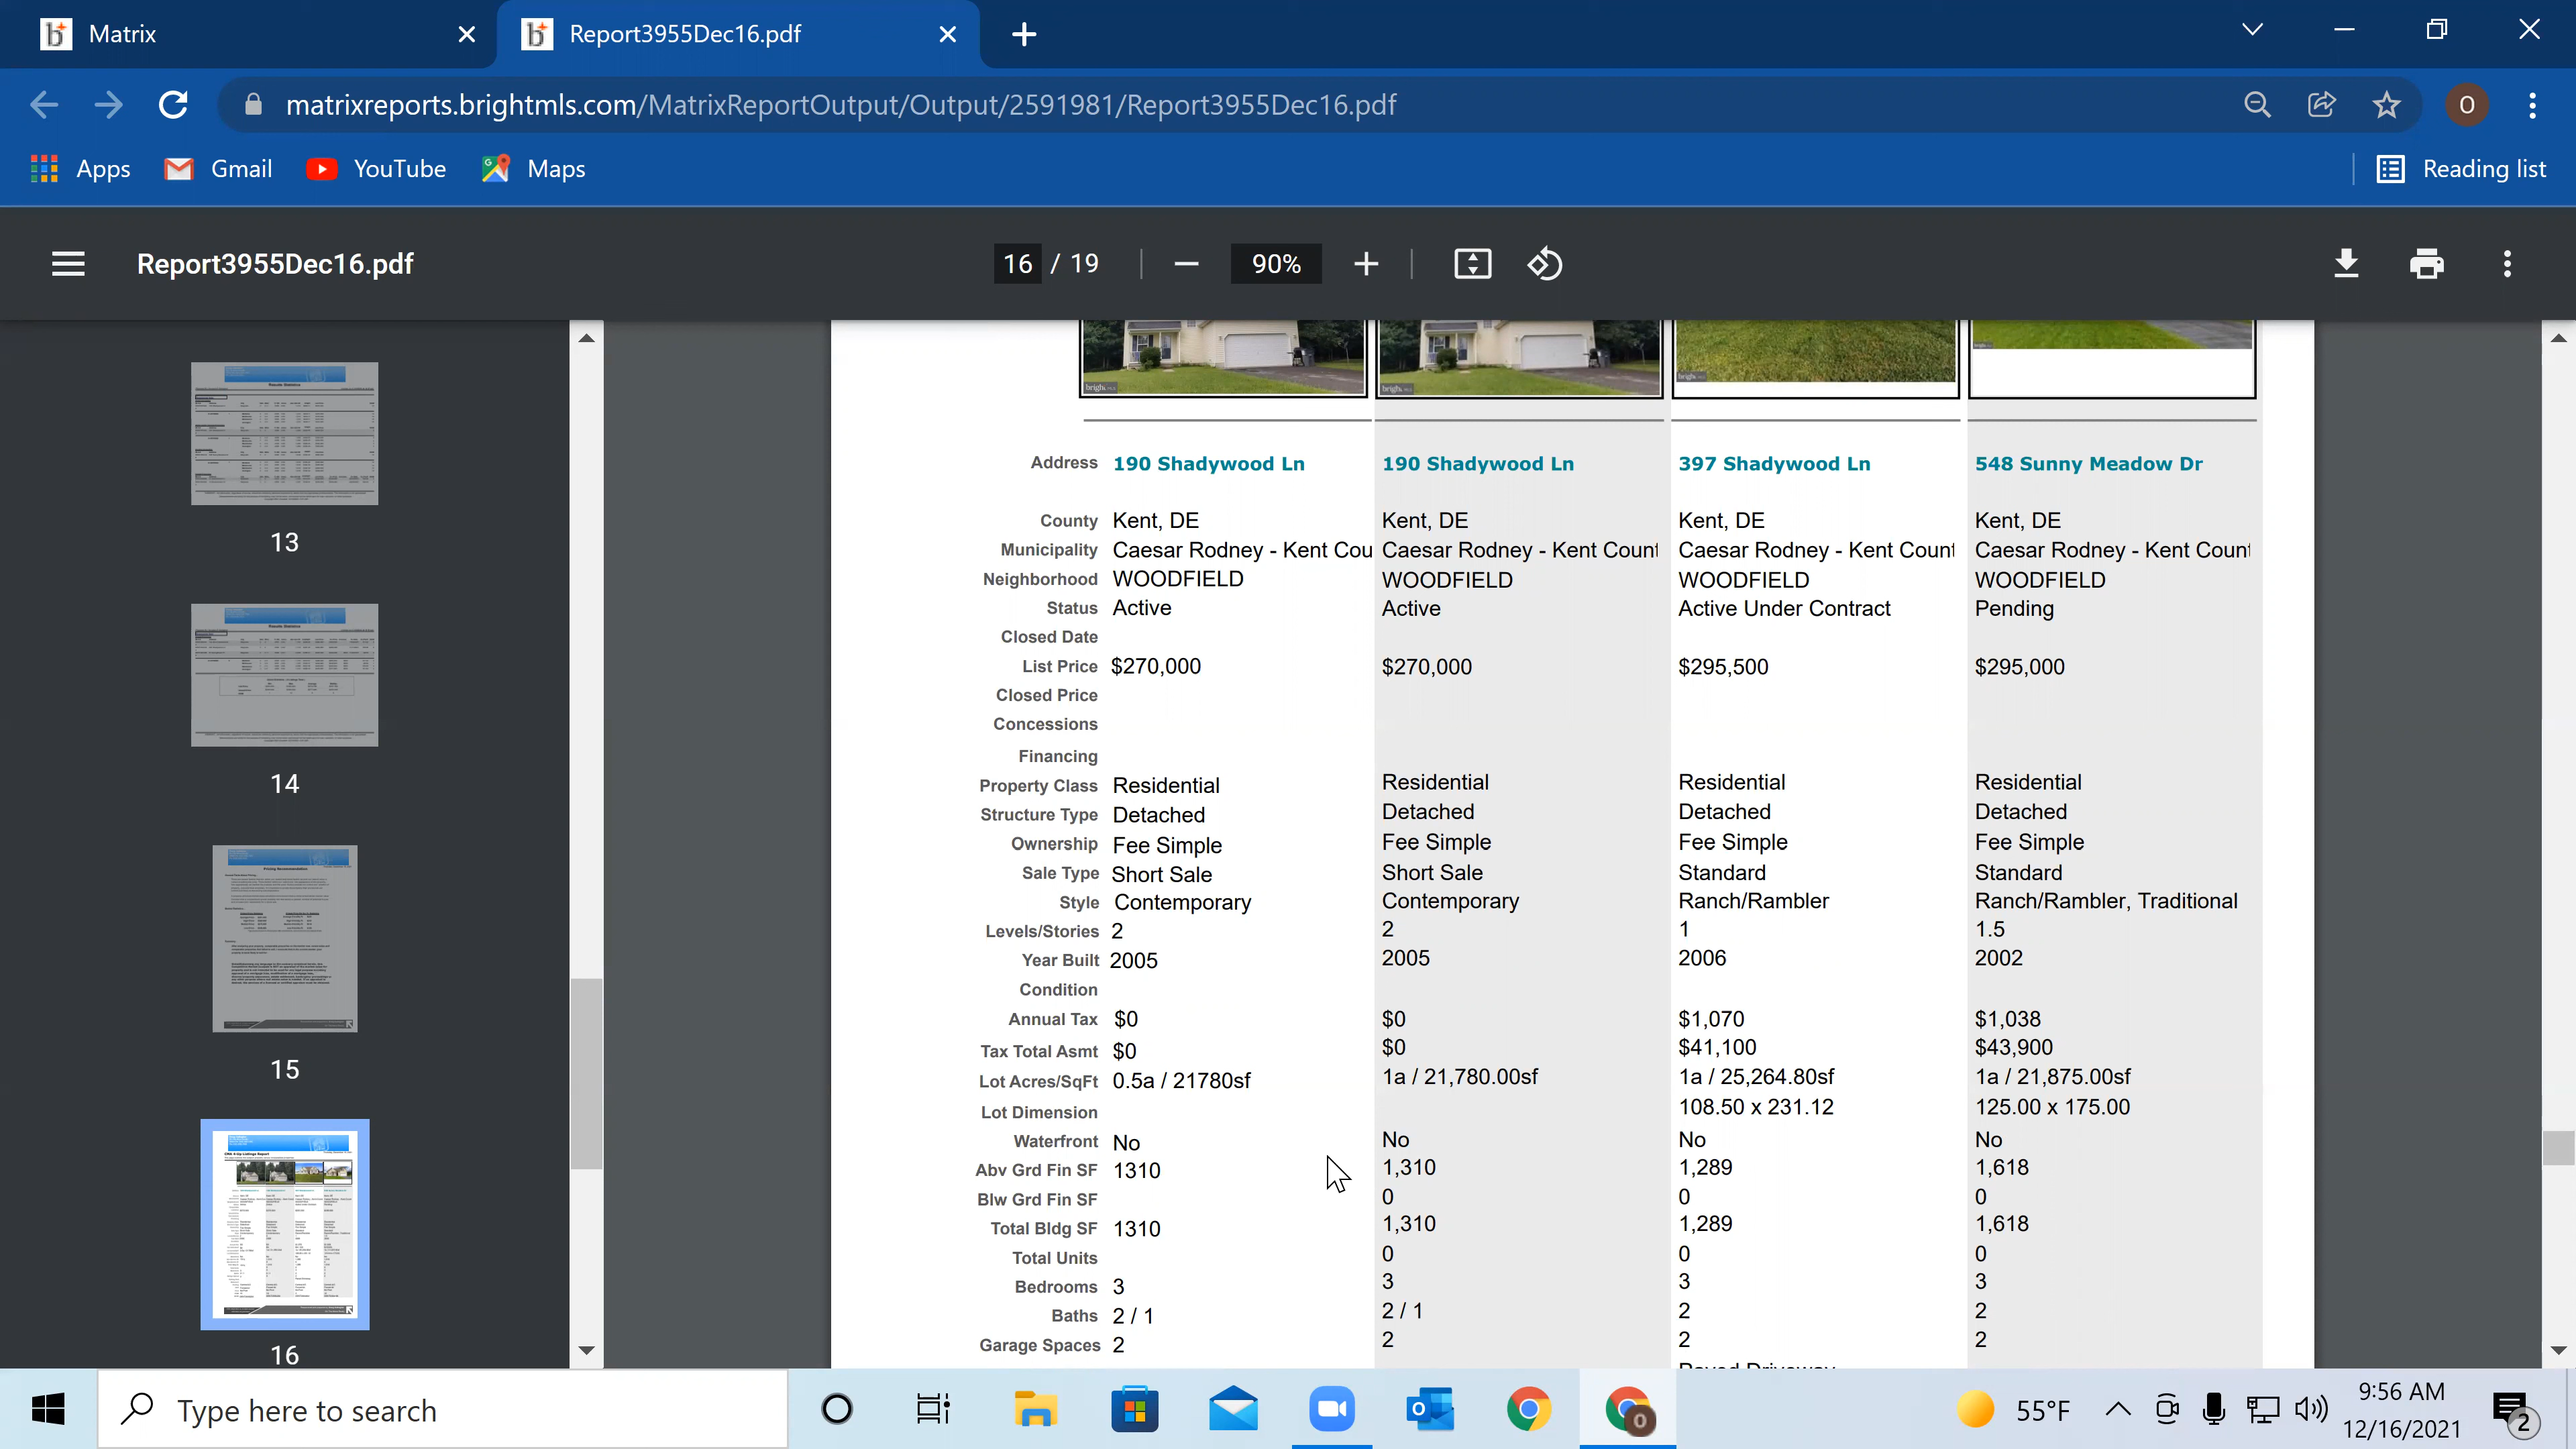 Matrix
Report3955Dec16.pdf
matrixreports.brightmls.com/MatrixReportOutput/Output/2591981/Report3955Dec16.pdf
O
Apps Gmail YouTube Maps Reading list
Report3955Dec16.pdf 16 / 19 90%
13
14
15
16
Address 190 Shadywood Ln 190 Shadywood Ln 397 Shadywood Ln 548 Sunny Meadow Dr
County Kent, DE Kent, DE Kent, DE Kent, DE
Municipality Caesar Rodney - Kent Cou Caesar Rodney - Kent Count Caesar Rodney - Kent Count Caesar Rodney - Kent Count
Neighborhood WOODFIELD WOODFIELD WOODFIELD WOODFIELD
Status Active Active Active Under Contract Pending
Closed Date
List Price $270,000 $270,000 $295,500 $295,000
Closed Price
Concessions
Financing
Property Class Residential Residential Residential Residential
Structure Type Detached Detached Detached Detached
Ownership Fee Simple Fee Simple Fee Simple Fee Simple
Sale Type Short Sale Short Sale Standard Standard
Style Contemporary Contemporary Ranch/Rambler Ranch/Rambler, Traditional
Levels/Stories 2 2 1 1.5
Year Built 2005 2005 2006 2002
Condition
Annual Tax $0 $0 $1,070 $1,038
Tax Total Asmt $0 $0 $41,100 $43,900
Lot Acres/SqFt 0.5a / 21780sf 1a / 21,780.00sf 1a / 25,264.80sf 1a / 21,875.00sf
Lot Dimension 108.50 x 231.12 125.00 x 175.00
Waterfront No No No No
Abv Grd Fin SF 1310 1,310 1,289 1,618
Blw Grd Fin SF 0 0 0
Total Bldg SF 1310 1,310 1,289 1,618
Total Units 0 0 0
Bedrooms 3 3 3 3
Baths 2 / 1 2 / 1 2 2
Garage Spaces 2 2 2 2
Paved Driveway
Type here to search
55°F
9:56 AM
12/16/2021
2